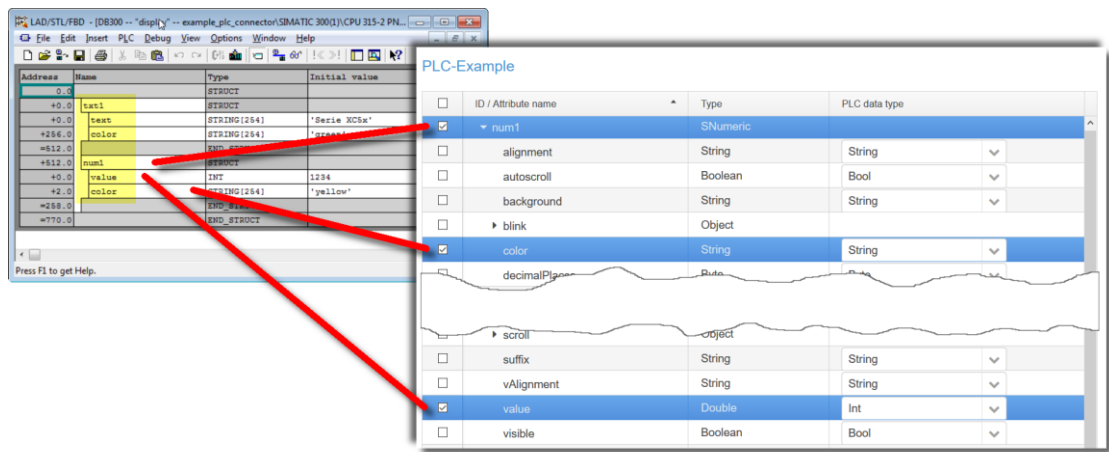 LAD/STL/FBD - [DB300 -- "display" -- example_plc_connector\SIMATIC 300(1)\CPU 315-2 PN...
File Edit Insert PLC Debug View Options Window Help
Address Name Type Initial value
0.0 STRUCT
+0.0 txt1 STRUCT
+0.0 text STRING[254] 'Serie XC5x'
+256.0 color STRING[254]
=512.0 END_STRUCT
+512.0 num1 STRUCT
+0.0 value INT 1234
+2.0 color STRING[254] 'yellow'
=258.0 END_STRUCT
=770.0 END_STRUCT
Press F1 to get Help.
PLC-Example
ID / Attribute name Type PLC data type
num1 SNumeric
alignment String String
autoscroll Boolean Bool
background String String
blink Object
color String String
decimalPlaces Byte Byte
scroll Object
suffix String String
vAlignment String String
value Double Int
visible Boolean Bool